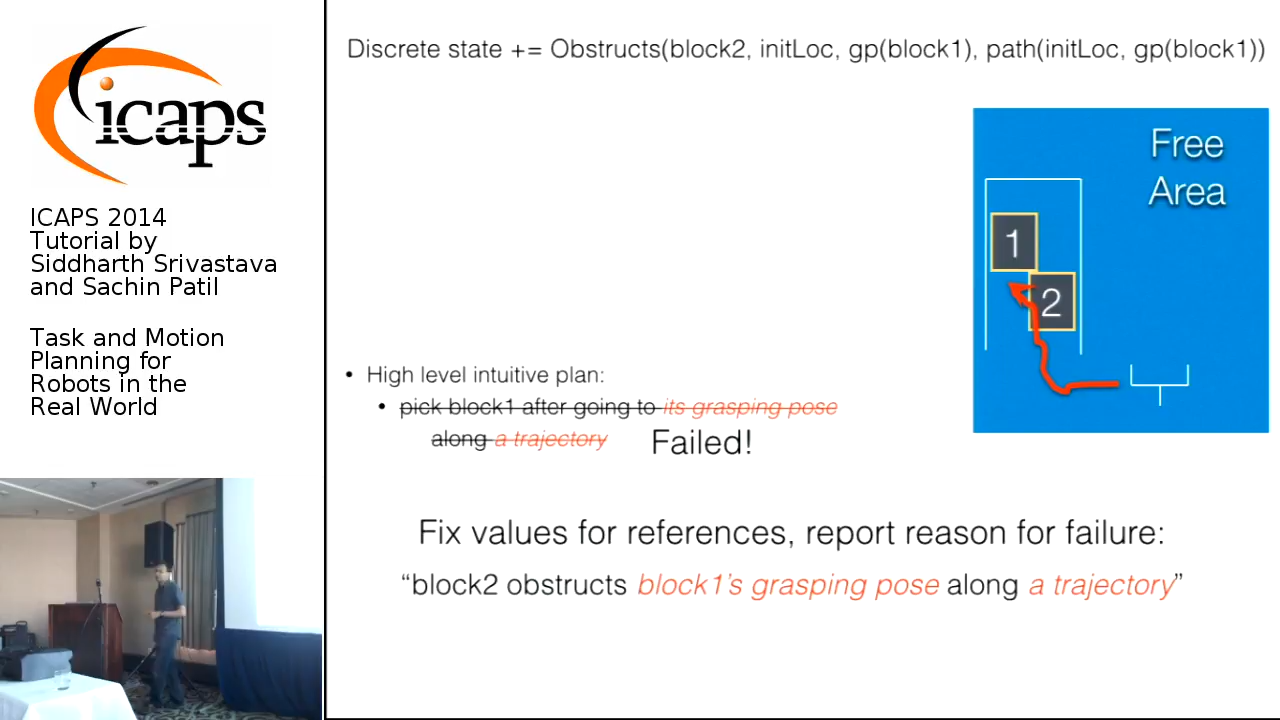 icaps
ICAPS 2014
Tutorial by
Siddharth Srivastava
and Sachin Patil
Task and Motion
Planning for
Robots in the
Real World
Discrete state += Obstructs(block2, initLoc, gp(block1), path(initLoc, gp(block1))
Free
Area
1
2
• High level intuitive plan:
• pick block1 after going to its grasping pose
along a trajectory
Failed!
Fix values for references, report reason for failure:
“block2 obstructs block1’s grasping pose along a trajectory”